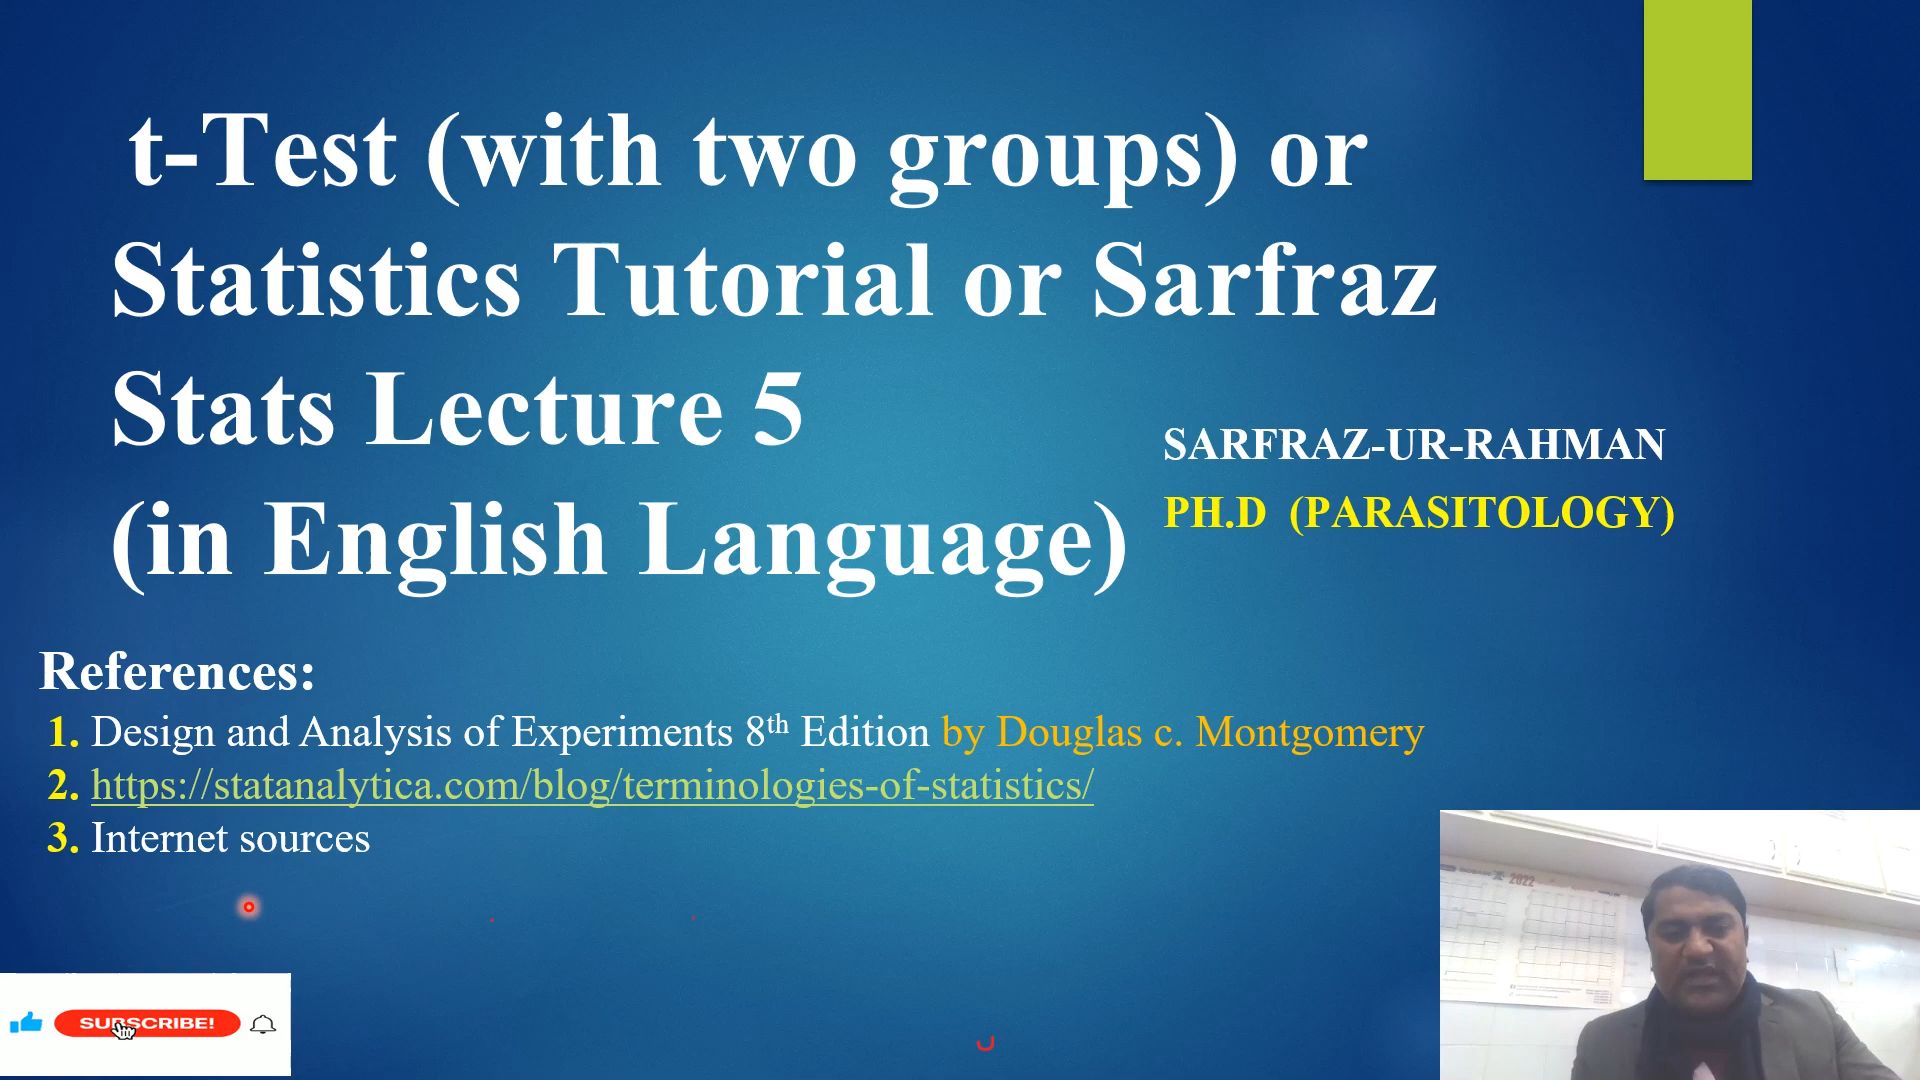 t-Test (with two groups) or
Statistics Tutorial or Sarfraz
Stats Lecture 5
(in English Language)
SARFRAZ-UR-RAHMAN
PH.D (PARASITOLOGY)
References:
1. Design and Analysis of Experiments 8th Edition by Douglas c. Montgomery
2. https://statanalytica.com/blog/terminologies-of-statistics/
3. Internet sources
2022
SUBSCRIBE!